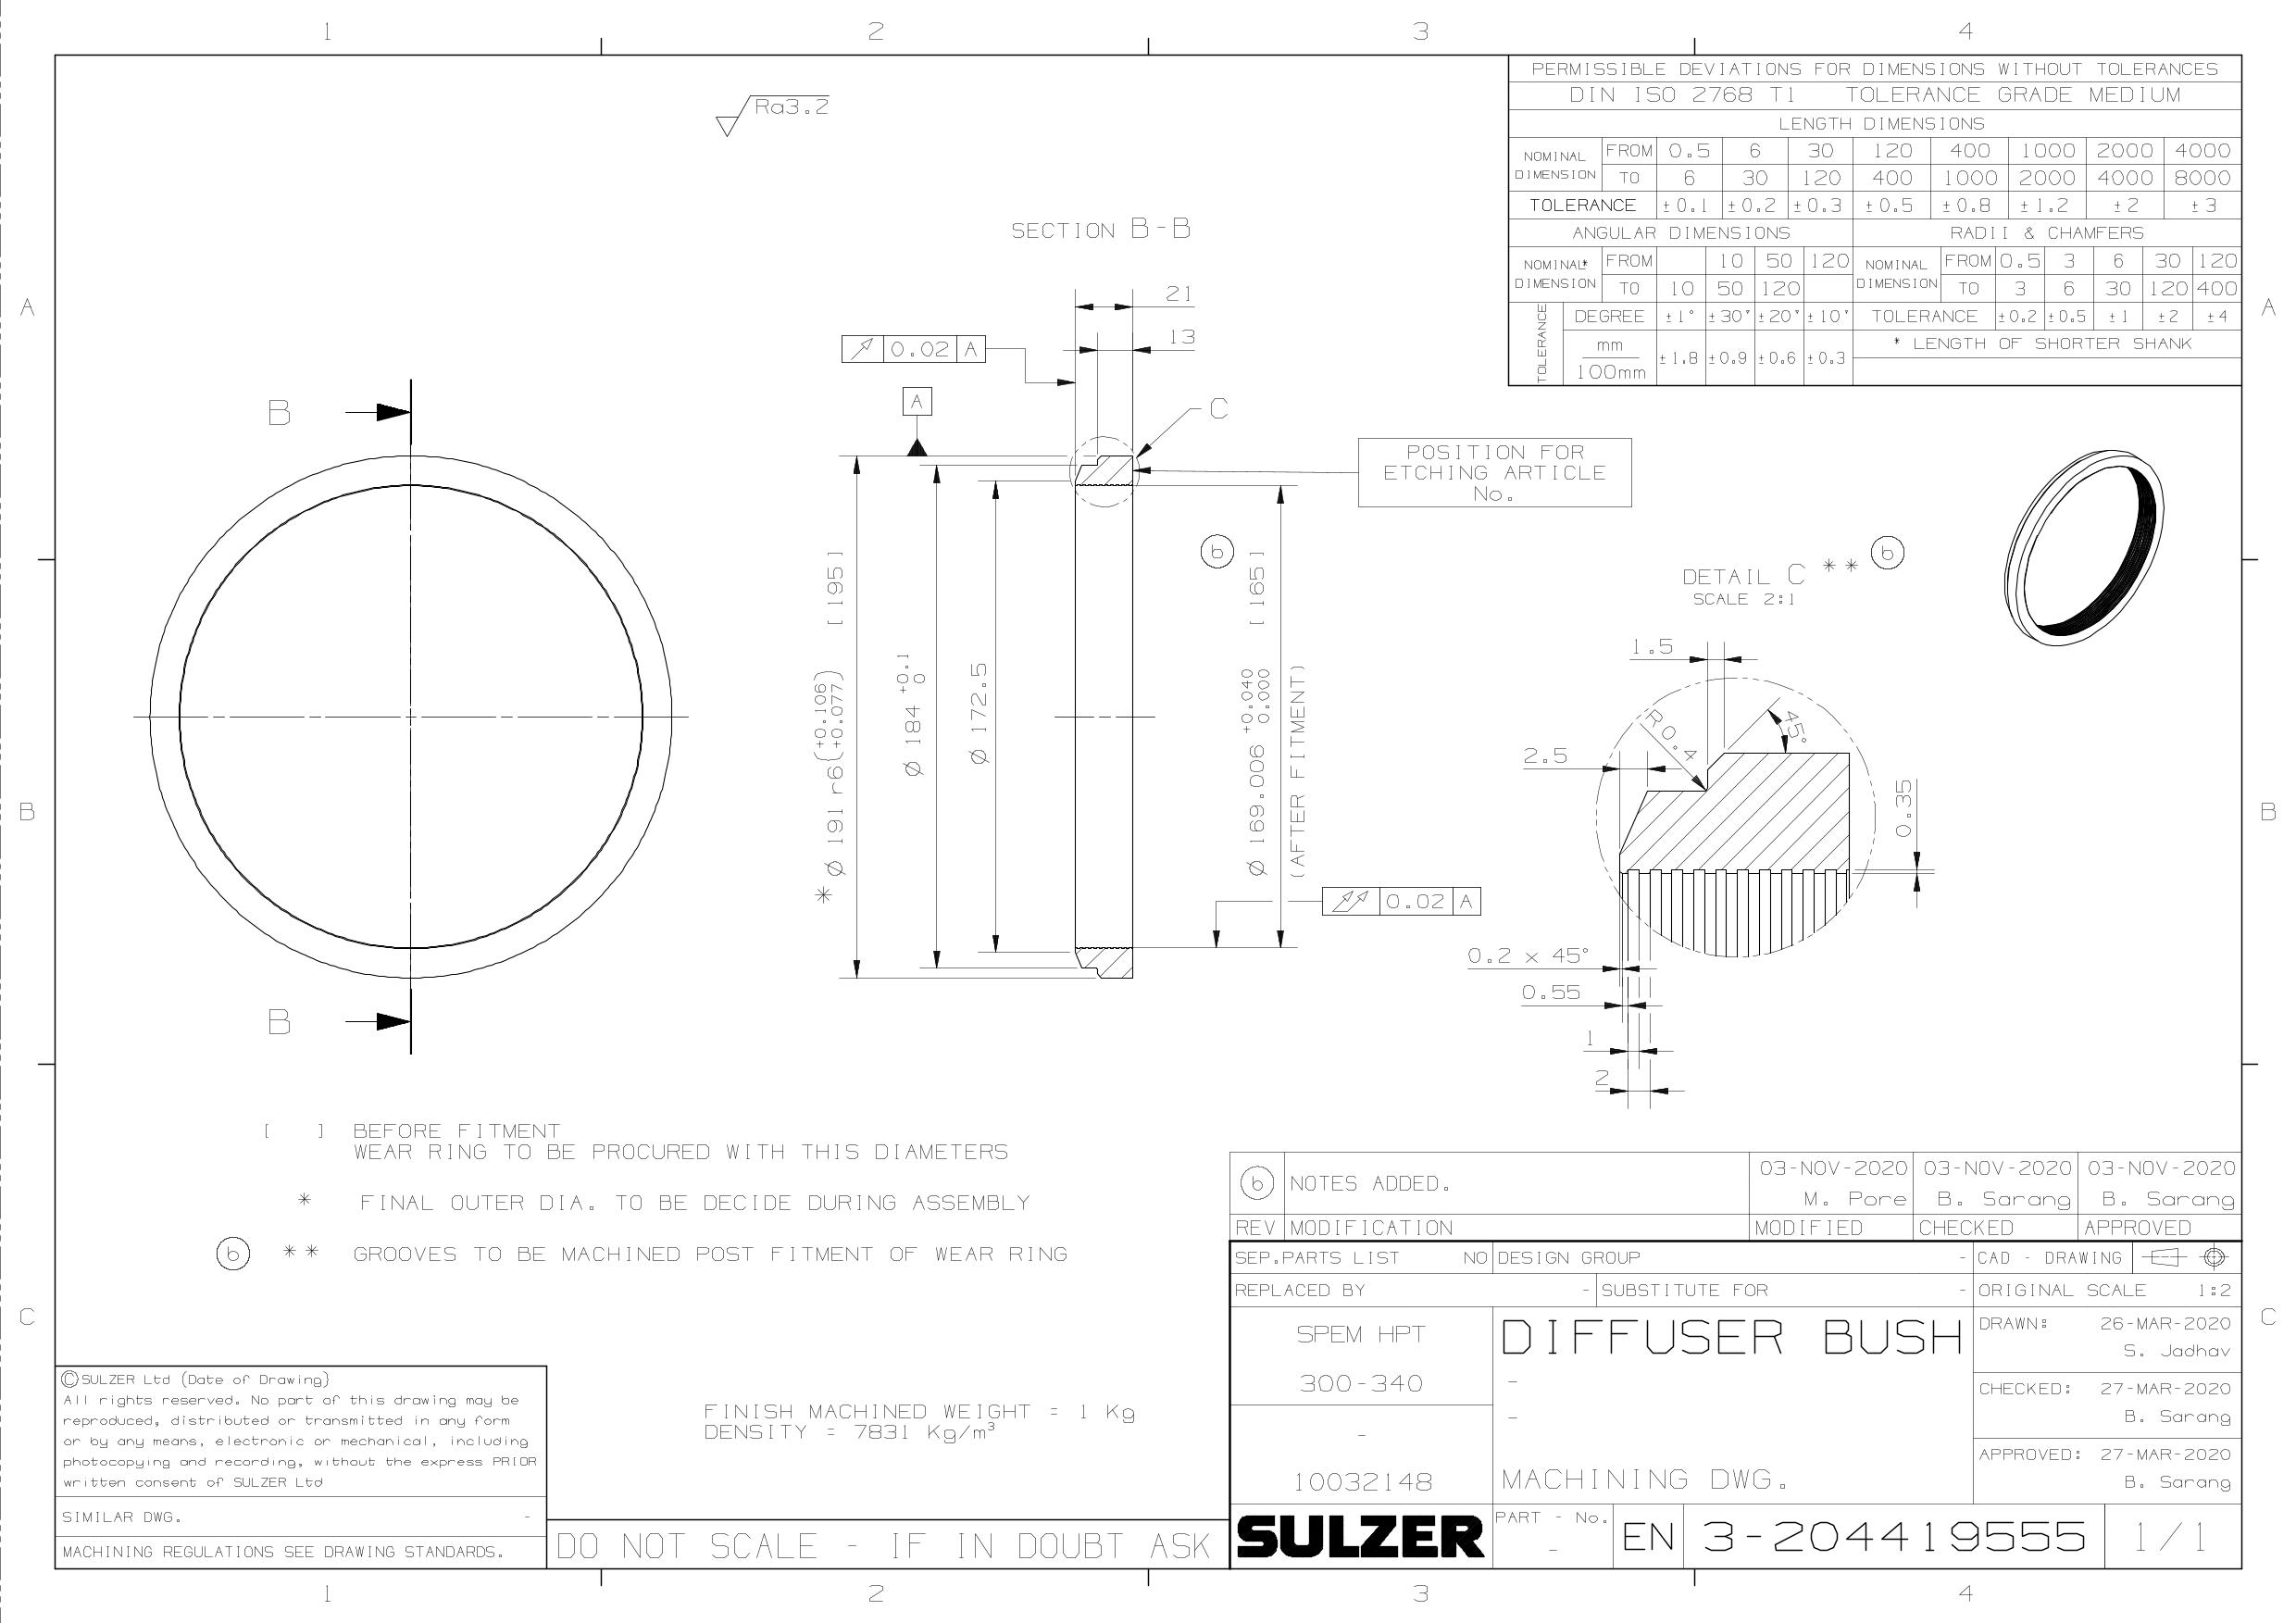 1 2 3 4
PERMISSIBLE DEVIATIONS FOR DIMENSIONS WITHOUT TOLERANCES
DIN ISO 2768 T1 TOLERANCE GRADE MEDIUM
LENGTH DIMENSIONS
NOMINAL DIMENSION FROM 0.5 6 30 120 400 1000 2000 4000
TO 6 30 120 400 1000 2000 4000 8000
TOLERANCE ±0.1 ±0.2 ±0.3 ±0.5 ±0.8 ±1.2 ±2 ±3
ANGULAR DIMENSIONS RADII & CHAMFERS
NOMINAL* DIMENSION FROM 10 50 120 NOMINAL DIMENSION FROM 0.5 3 6 30 120
TO 10 50 120 TO 3 6 30 120 400
TOLERANCE DEGREE ±1° ±30' ±20' ±10' TOLERANCE ±0.2 ±0.5 ±1 ±2 ±4
mm
100mm ±1.8 ±0.9 ±0.6 ±0.3 * LENGTH OF SHORTER SHANK
Ra3.2
SECTION B-B
21
13
0.02 A
A
C
B
B
POSITION FOR
ETCHING ARTICLE
No.
* Ø 191 r6(+0.106 +0.077) [195]
Ø 184 +0.1 0
Ø 172.5
b
Ø 169.006 +0.040 0.000 [165]
(AFTER FITMENT)
0.02 A
DETAIL C ** b
SCALE 2:1
1.5
R0.4
45°
2.5
0.35
0.2 x 45°
0.55
1
2
A A
B B
C C
[ ] BEFORE FITMENT
WEAR RING TO BE PROCURED WITH THIS DIAMETERS
* FINAL OUTER DIA. TO BE DECIDE DURING ASSEMBLY
b ** GROOVES TO BE MACHINED POST FITMENT OF WEAR RING
FINISH MACHINED WEIGHT = 1 Kg
DENSITY = 7831 Kg/m³
b NOTES ADDED. 03-NOV-2020 03-NOV-2020 03-NOV-2020
M. Pore B. Sarang B. Sarang
REV MODIFICATION MODIFIED CHECKED APPROVED
SEP.PARTS LIST NO DESIGN GROUP - CAD - DRAWING
REPLACED BY - SUBSTITUTE FOR - ORIGINAL SCALE 1:2
SPEM HPT
300-340
-
10032148
DIFFUSER BUSH
-
-
MACHINING DWG.
DRAWN: 26-MAR-2020
S. Jadhav
CHECKED: 27-MAR-2020
B. Sarang
APPROVED: 27-MAR-2020
B. Sarang
SULZER
PART - No.
-
EN 3-204419555 1/1
©SULZER Ltd (Date of Drawing)
All rights reserved. No part of this drawing may be
reproduced, distributed or transmitted in any form
or by any means, electronic or mechanical, including
photocopying and recording, without the express PRIOR
written consent of SULZER Ltd
SIMILAR DWG. -
MACHINING REGULATIONS SEE DRAWING STANDARDS.
DO NOT SCALE - IF IN DOUBT ASK
1 2 3 4